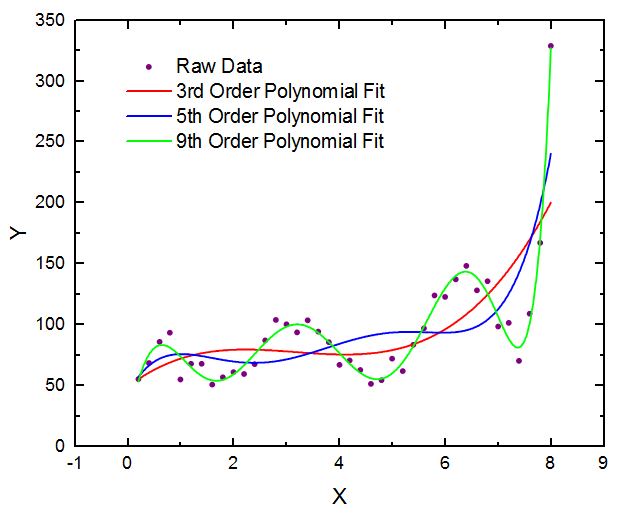 350
300
250
200
150
100
50
0
Y
Raw Data
3rd Order Polynomial Fit
5th Order Polynomial Fit
9th Order Polynomial Fit
-1 0 2 4 6 8 9
X